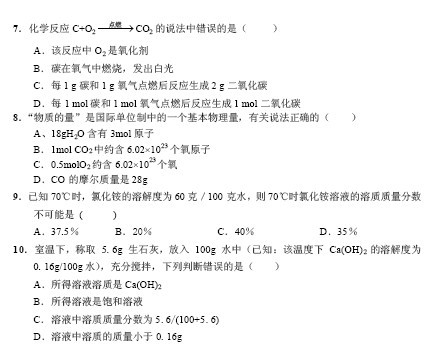 7. 化学反应 C+O₂ —点燃→ CO₂ 的说法中错误的是（ ）
A. 该反应中 O₂ 是氧化剂
B. 碳在氧气中燃烧，发出白光
C. 每 1 g 碳和 1 g 氧气点燃后反应生成 2 g 二氧化碳
D. 每 1 mol 碳和 1 mol 氧气点燃后反应生成 1 mol 二氧化碳
8. “物质的量”是国际单位制中的一个基本物理量，有关说法正确的（ ）
A、18gH₂O 含有 3mol 原子
B. 1mol CO₂ 中约含 6.02×10²³ 个氧原子
C. 0.5molO₂ 约含 6.02×10²³ 个氧
D. CO 的摩尔质量是 28g
9. 已知 70℃时，氯化铵的溶解度为 60 克／100 克水，则 70℃时氯化铵溶液的溶质质量分数
不可能是（ ）
A. 37.5％ B. 20％ C. 40％ D. 35％
10. 室温下，称取 5.6g 生石灰，放入 100g 水中（已知：该温度下 Ca(OH)₂ 的溶解度为
0.16g/100g 水），充分搅拌，下列判断错误的是（ ）
A. 所得溶液溶质是 Ca(OH)₂
B. 所得溶液是饱和溶液
C. 溶液中溶质质量分数为 5.6/(100+5.6)
D. 溶液中溶质的质量小于 0.16g